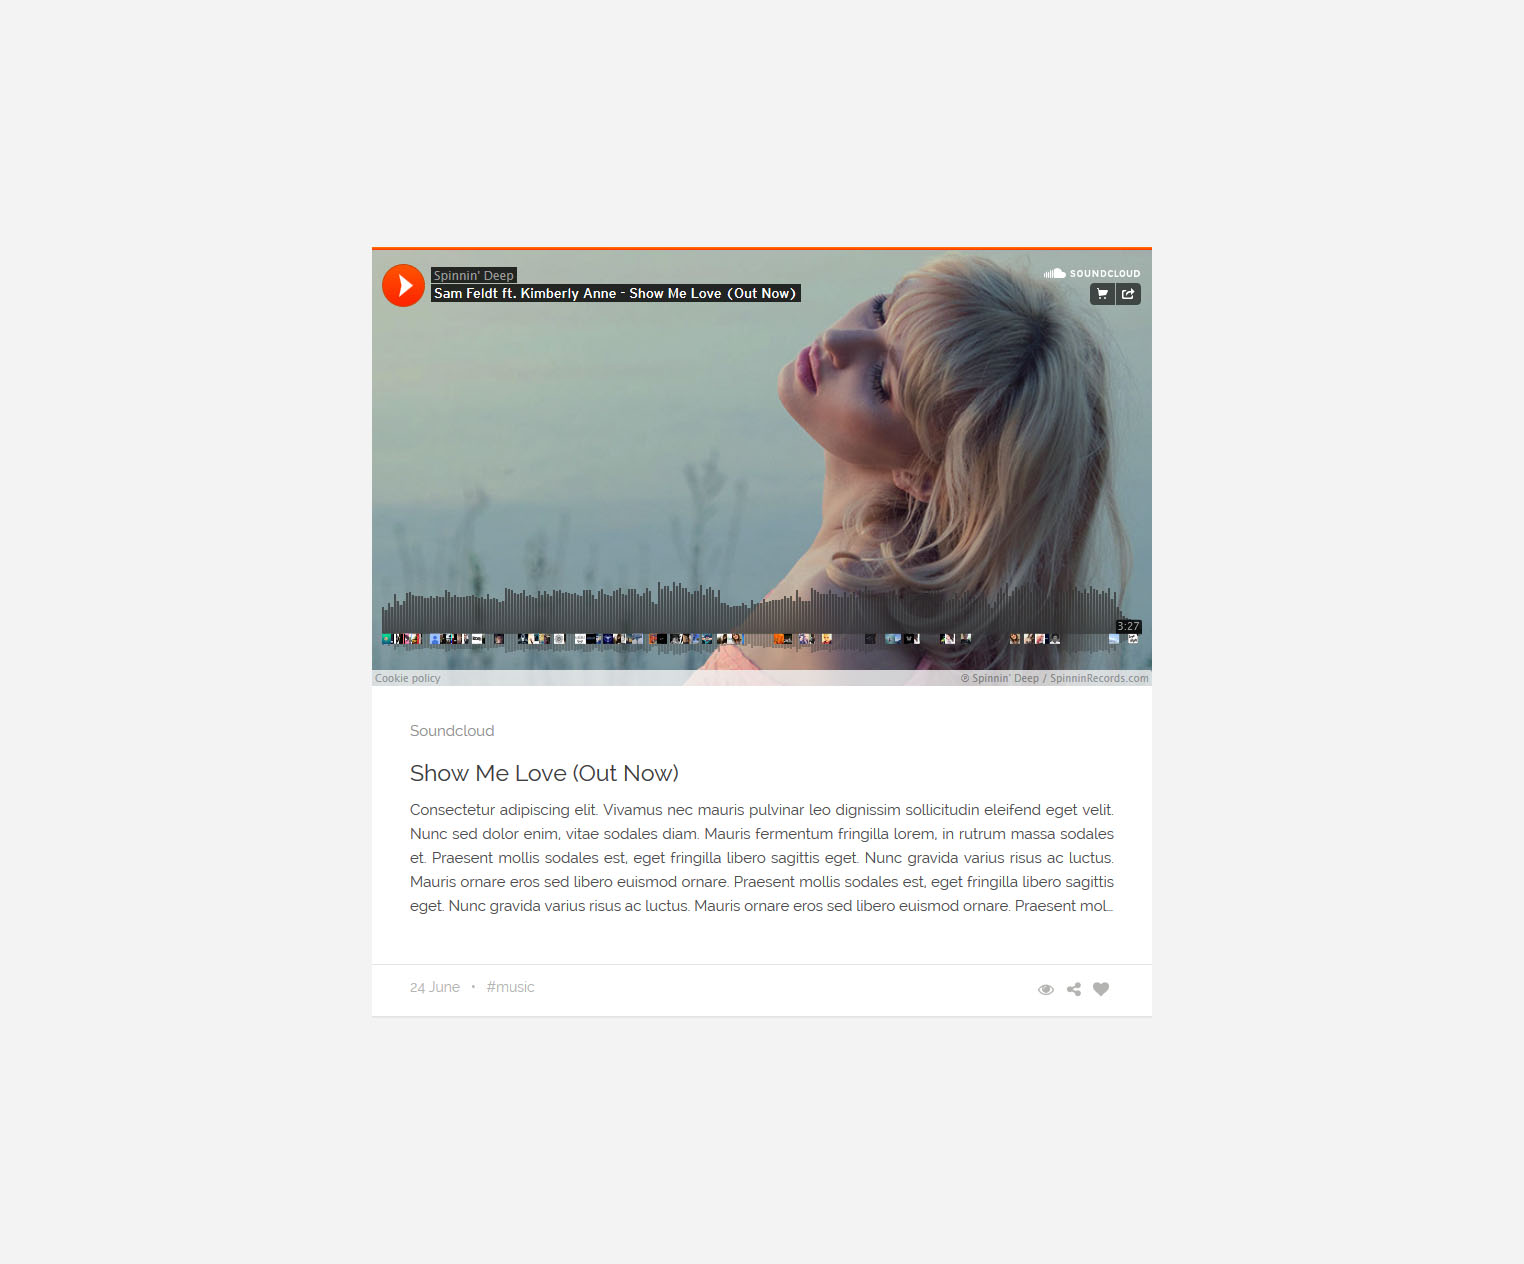 Spinnin' Deep
SOUNDCLOUD
Sam Feldt ft. Kimberly Anne - Show Me Love (Out Now)
3:27
Cookie policy
℗ Spinnin' Deep / SpinninRecords.com
Soundcloud
Show Me Love (Out Now)
Consectetur adipiscing elit. Vivamus nec mauris pulvinar leo dignissim sollicitudin eleifend eget velit.
Nunc sed dolor enim, vitae sodales diam. Mauris fermentum fringilla lorem, in rutrum massa sodales
et. Praesent mollis sodales est, eget fringilla libero sagittis eget. Nunc gravida varius risus ac luctus.
Mauris ornare eros sed libero euismod ornare. Praesent mollis sodales est, eget fringilla libero sagittis
eget. Nunc gravida varius risus ac luctus. Mauris ornare eros sed libero euismod ornare. Praesent mol...
24 June • #music